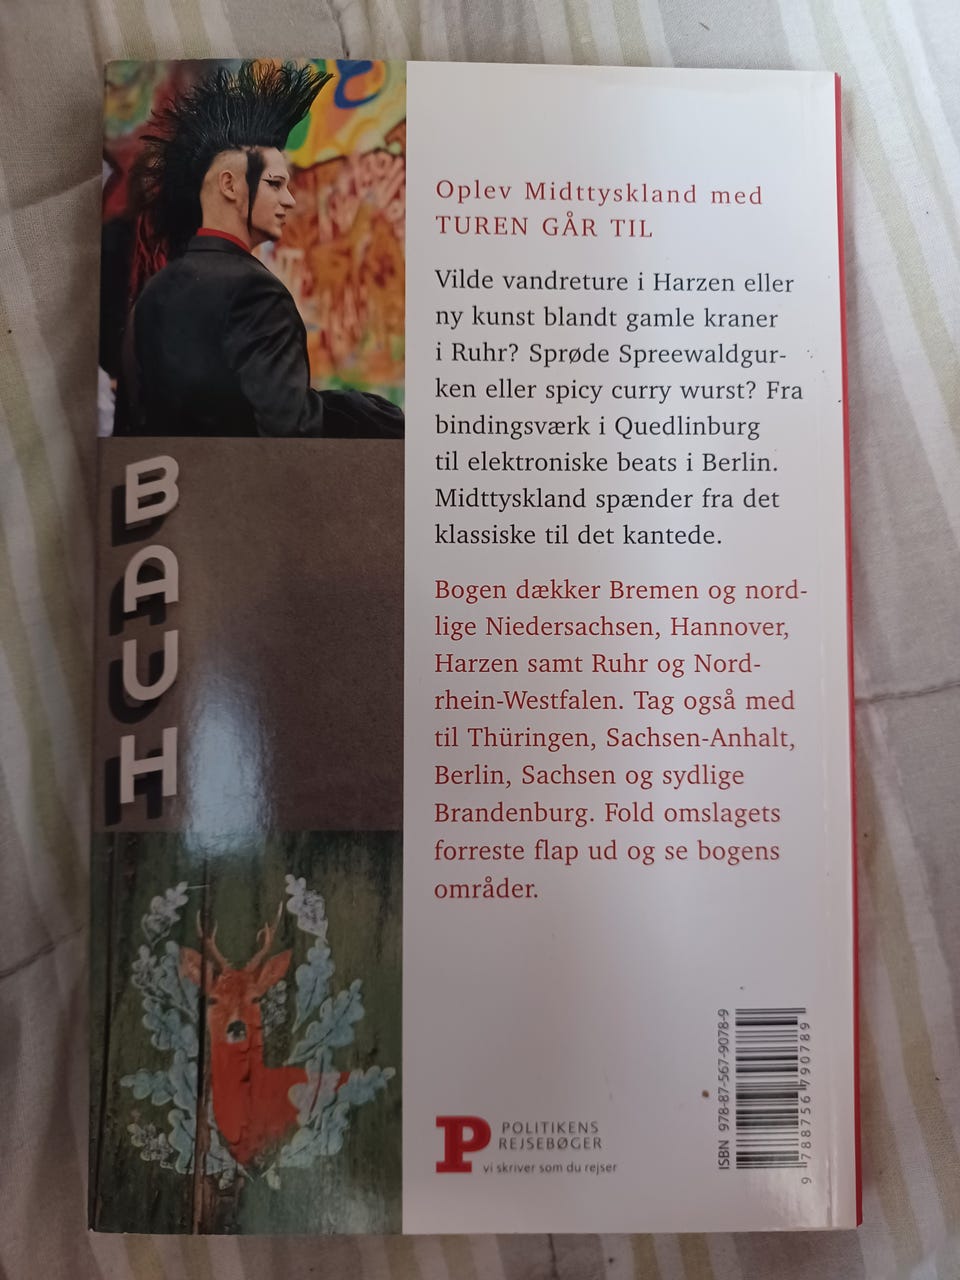 BAUH
Oplev Midttyskland med
TUREN GÅR TIL
Vilde vandreture i Harzen eller
ny kunst blandt gamle kraner
i Ruhr? Sprøde Spreewaldgur-
ken eller spicy curry wurst? Fra
bindingsværk i Quedlinburg
til elektroniske beats i Berlin.
Midttyskland spænder fra det
klassiske til det kantede.
Bogen dækker Bremen og nord-
lige Niedersachsen, Hannover,
Harzen samt Ruhr og Nord-
rhein-Westfalen. Tag også med
til Thüringen, Sachsen-Anhalt,
Berlin, Sachsen og sydlige
Brandenburg. Fold omslagets
forreste flap ud og se bogens
områder.
P
POLITIKENS
REJSEBØGER
vi skriver som du rejser
ISBN 978-87-567-9078-9
9 788756 790789